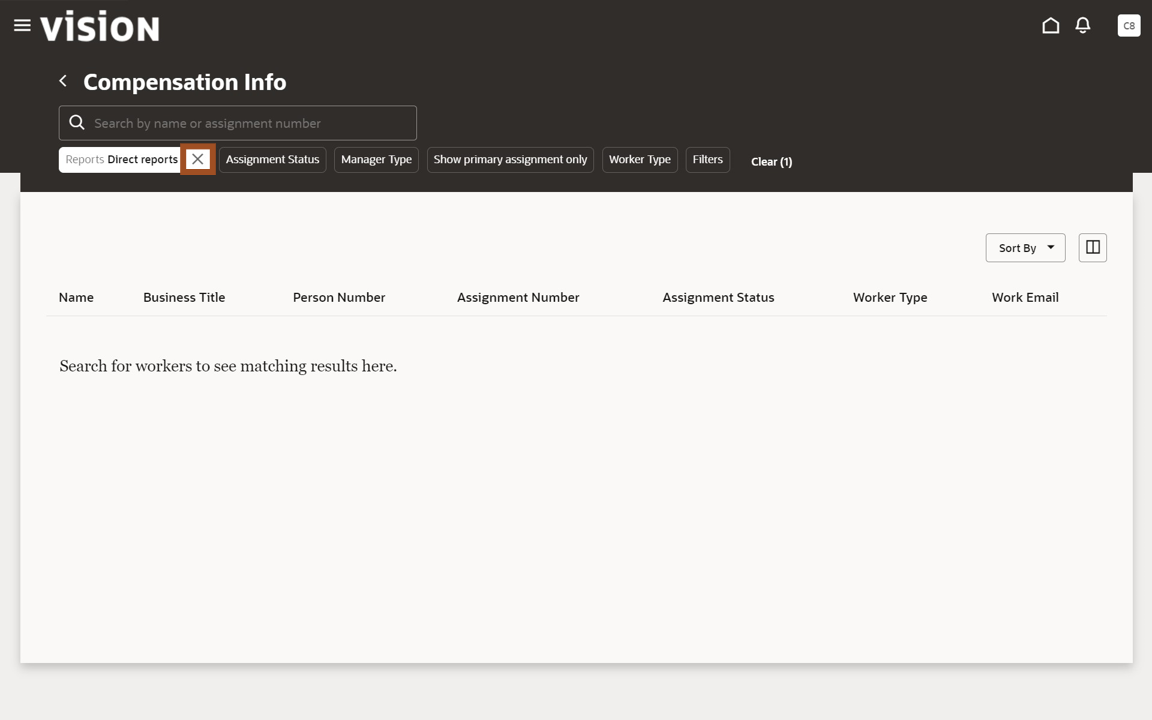 VISION
C8
Compensation Info
Search by name or assignment number
Reports Direct reports Assignment Status Manager Type Show primary assignment only Worker Type Filters Clear (1)
Sort By
Name Business Title Person Number Assignment Number Assignment Status Worker Type Work Email
Search for workers to see matching results here.